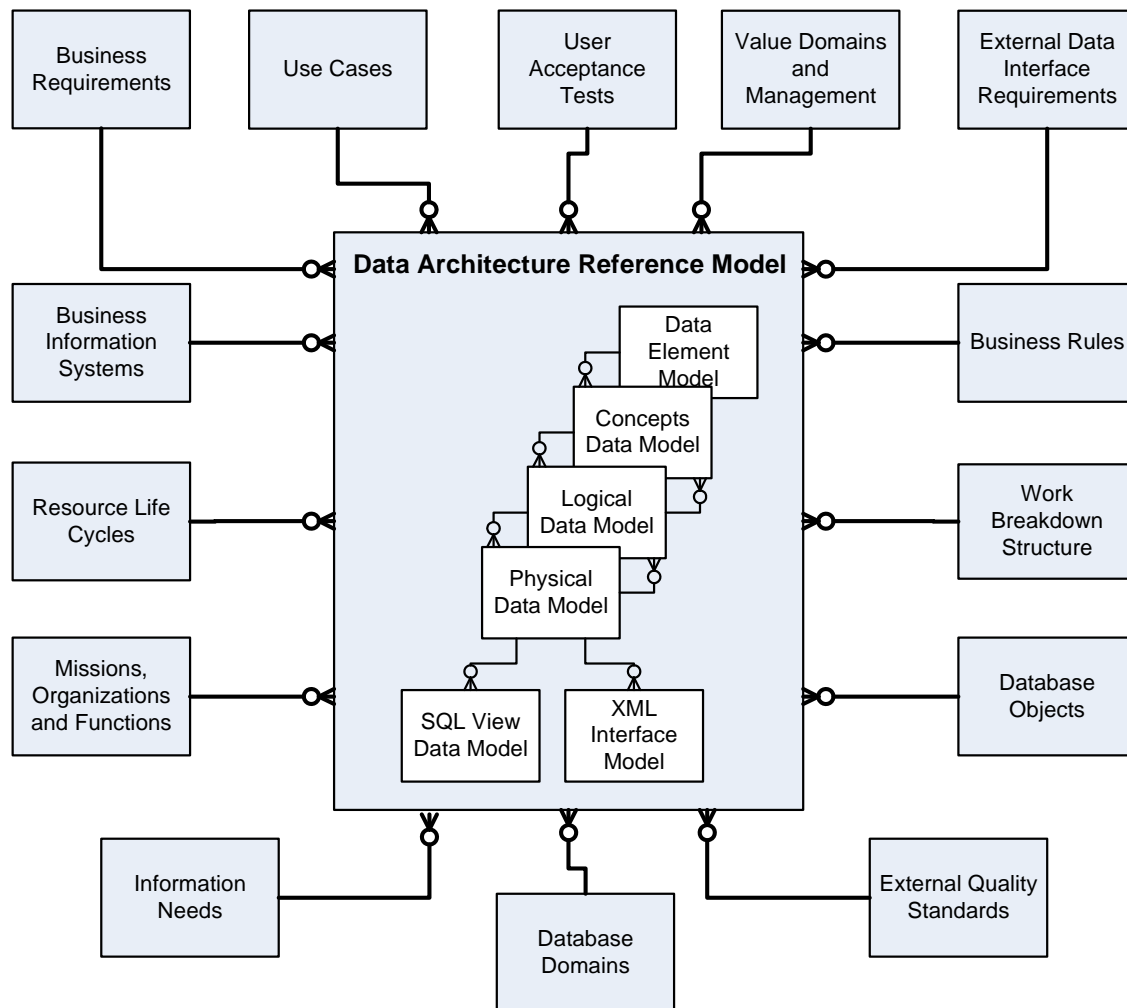 Business
Requirements
Use Cases
User
Acceptance
Tests
Value Domains
and
Management
External Data
Interface
Requirements
Data Architecture Reference Model
Business
Information
Systems
Data
Element
Model
Business Rules
Concepts
Data Model
Resource Life
Cycles
Logical
Data Model
Work
Breakdown
Structure
Physical
Data Model
Missions,
Organizations
and Functions
SQL View
Data Model
XML
Interface
Model
Database
Objects
Information
Needs
Database
Domains
External Quality
Standards